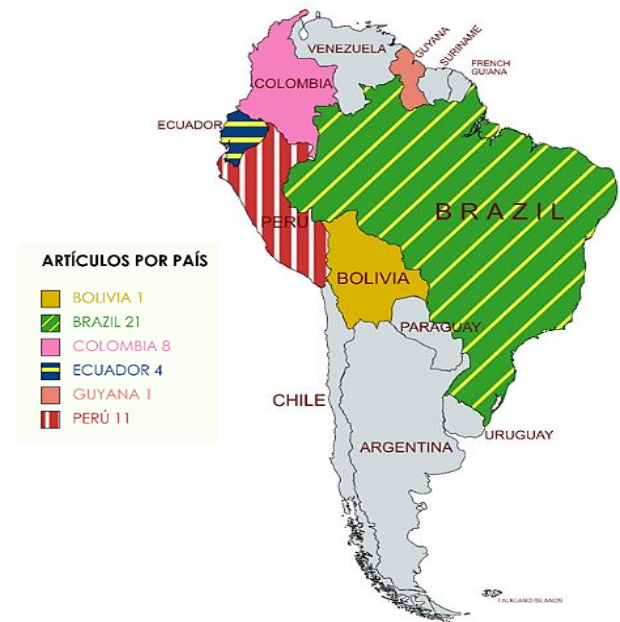 VENEZUELA
GUYANA
SURINAME
FRENCH
GUIANA
COLOMBIA
ECUADOR
PERU
BRAZIL
BOLIVIA
PARAGUAY
CHILE
ARGENTINA
URUGUAY
FALKLAND ISLANDS
ARTÍCULOS POR PAÍS
BOLIVIA 1
BRAZIL 21
COLOMBIA 8
ECUADOR 4
GUYANA 1
PERÚ 11